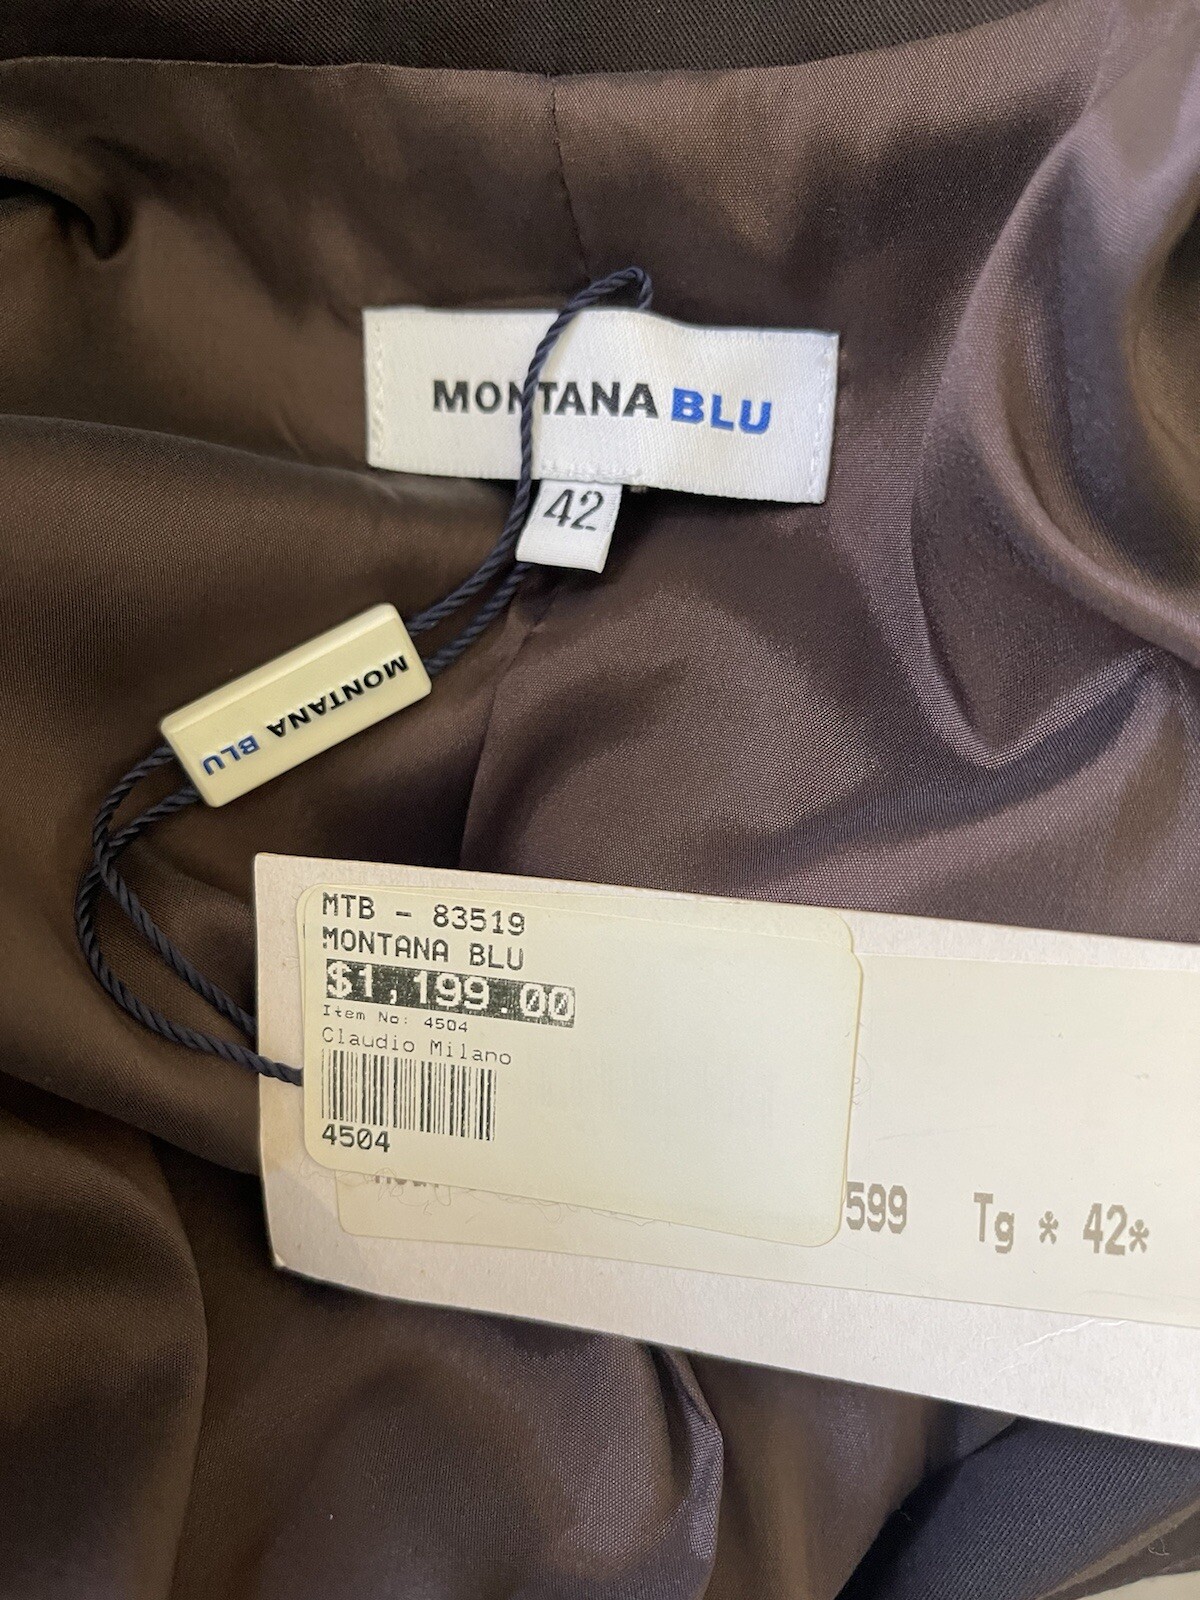 MONTANA BLU
42
MONTANA BLU
MTB - 83519
MONTANA BLU
$1,199.00
Item No: 4504
Claudio Milano
4504
599 Tg * 42*